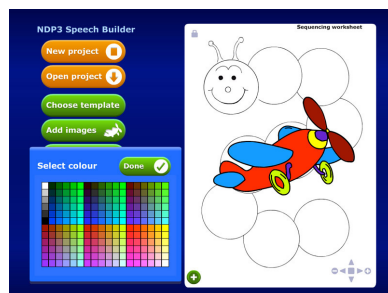 NDP3 Speech Builder
New project
Open project
Choose template
Add images
Select colour
Done
Sequencing worksheet